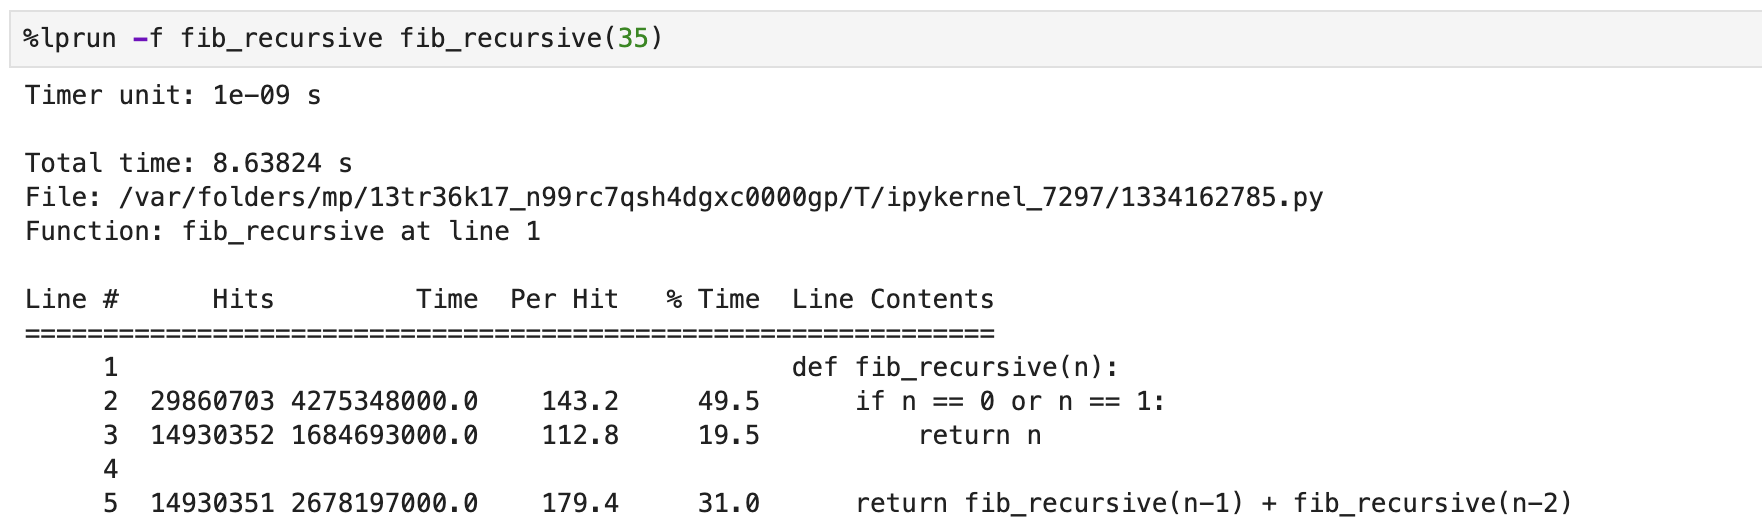 %lprun -f fib_recursive fib_recursive(35)
Timer unit: 1e-09 s
Total time: 8.63824 s
File: /var/folders/mp/13tr36k17_n99rc7qsh4dgxc0000gp/T/ipykernel_7297/1334162785.py
Function: fib_recursive at line 1
Line #      Hits         Time  Per Hit   % Time  Line Contents
==============================================================
     1                                           def fib_recursive(n):
     2  29860703 4275348000.0    143.2     49.5      if n == 0 or n == 1:
     3  14930352 1684693000.0    112.8     19.5          return n
     4
     5  14930351 2678197000.0    179.4     31.0      return fib_recursive(n-1) + fib_recursive(n-2)